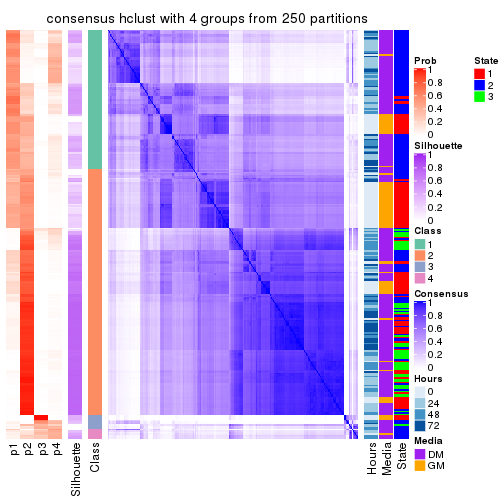 consensus hclust with 4 groups from 250 partitions
Prob
1
0.8
0.6
0.4
0.2
0
State
1
2
3
Silhouette
1
0.8
0.6
0.4
0.2
0
Class
1
2
3
4
Consensus
1
0.8
0.6
0.4
0.2
0
Hours
0
24
48
72
Media
DM
GM
p1
p2
p3
p4
Silhouette
Class
Hours
Media
State